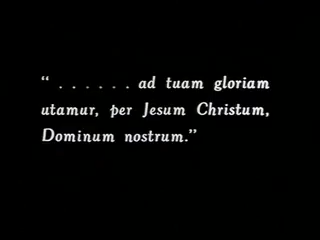 “ . . . . . . ad tuam gloriam
utamur, per Jesum Christum,
Dominum nostrum.”